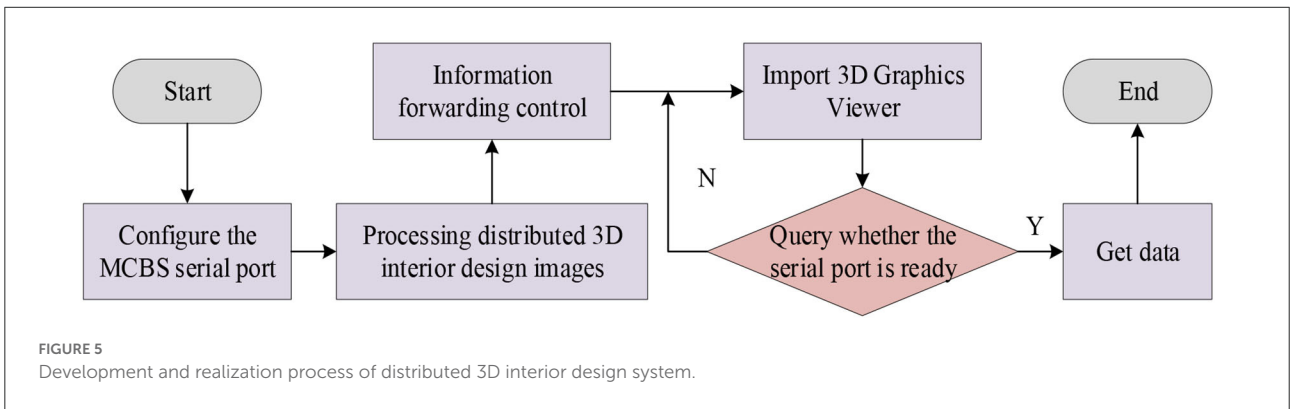 Start
Configure the
MCBS serial port
Processing distributed 3D
interior design images
Information
forwarding control
Import 3D Graphics
Viewer
Query whether the
serial port is ready
N
Y
Get data
End
FIGURE 5
Development and realization process of distributed 3D interior design system.